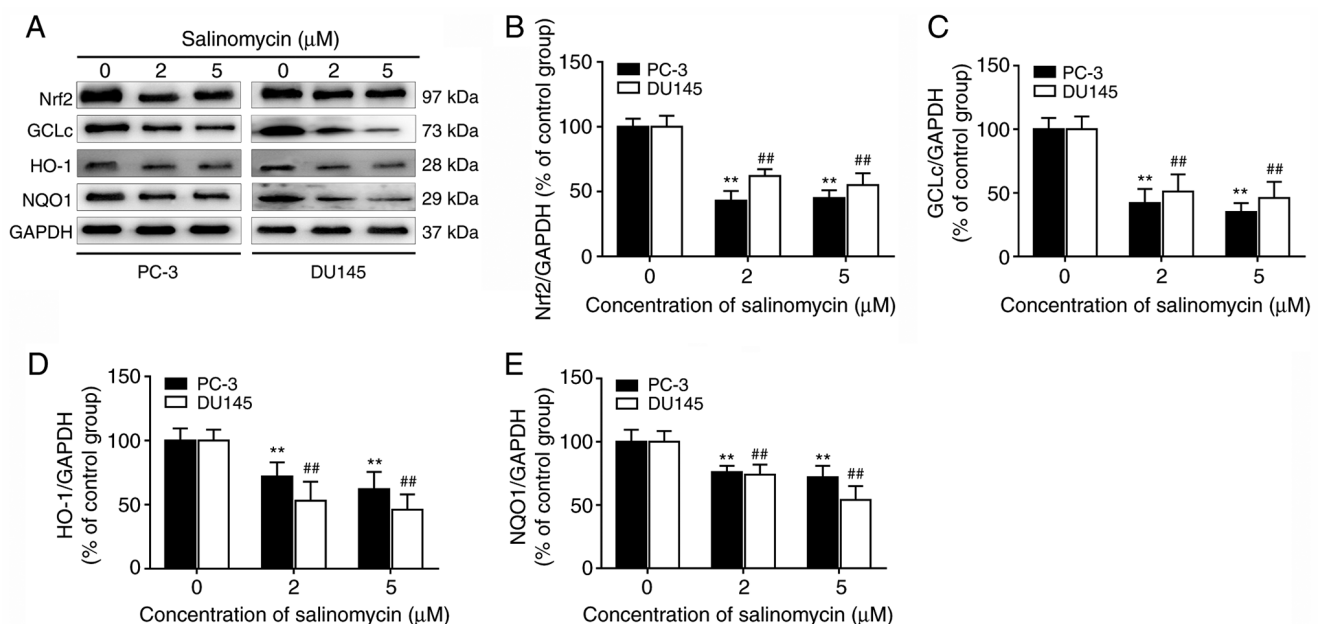 A
Salinomycin (μM)
0 2 5 0 2 5
Nrf2 97 kDa
GCLc 73 kDa
HO-1 28 kDa
NQO1 29 kDa
GAPDH 37 kDa
PC-3 DU145
B
Nrf2/GAPDH (% of control group)
150
100
50
0
PC-3
DU145
** ## ** ##
0 2 5
Concentration of salinomycin (μM)
C
GCLc/GAPDH
(% of control group)
150
100
50
0
PC-3
DU145
** ## ** ##
0 2 5
Concentration of salinomycin (μM)
D
HO-1/GAPDH
(% of control group)
150
100
50
0
PC-3
DU145
** ## ** ##
0 2 5
Concentration of salinomycin (μM)
E
NQO1/GAPDH
(% of control group)
150
100
50
0
PC-3
DU145
** ## ** ##
0 2 5
Concentration of salinomycin (μM)